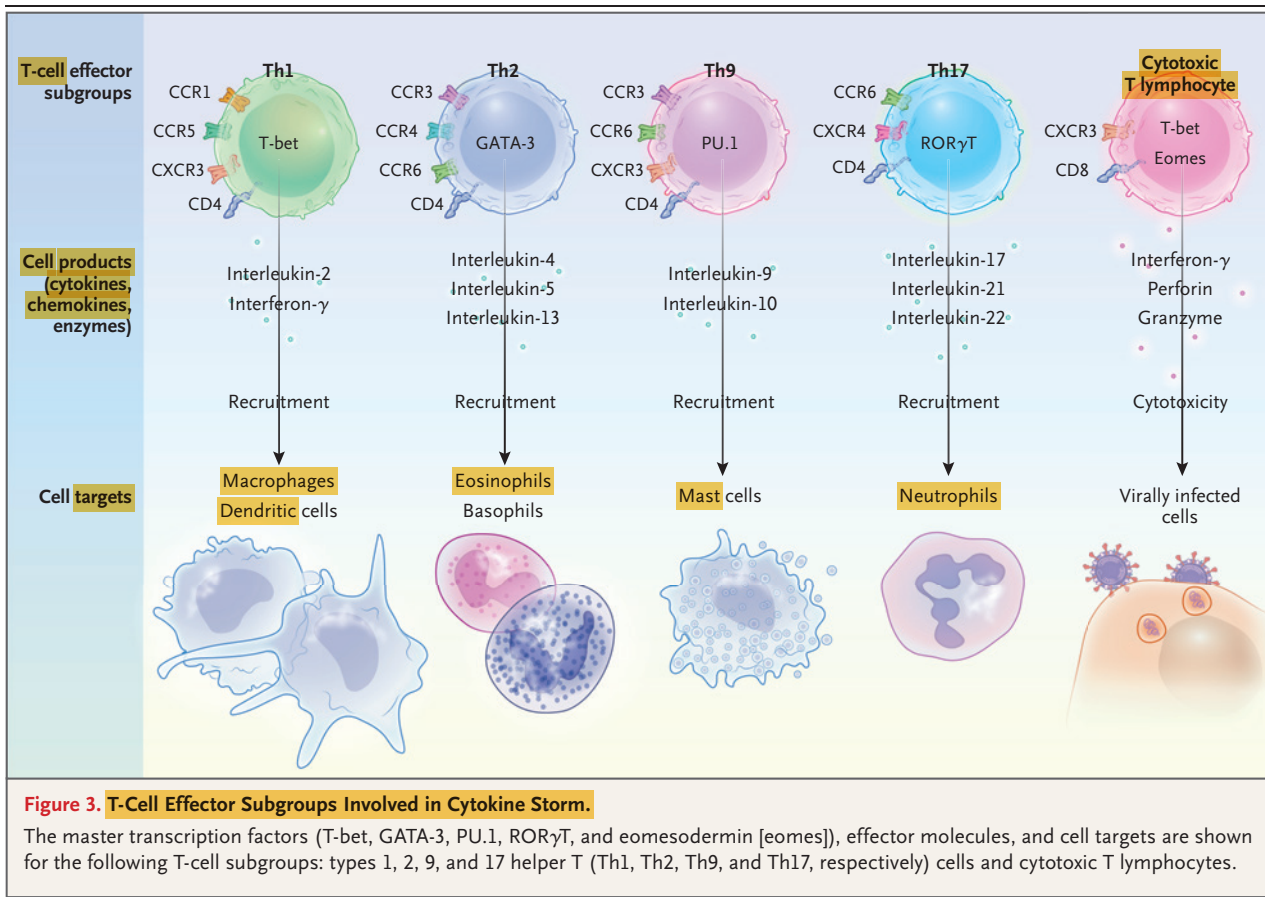 T-cell effector
subgroups
Th1
CCR1
CCR5
CXCR3
CD4
T-bet
Th2
CCR3
CCR4
CCR6
CD4
GATA-3
Th9
CCR3
CCR6
CXCR3
CD4
PU.1
Th17
CCR6
CXCR4
CD4
RORγT
Cytotoxic
T lymphocyte
CXCR3
CD8
T-bet
Eomes
Cell products
(cytokines,
chemokines,
enzymes)
Interleukin-2
Interferon-γ
Interleukin-4
Interleukin-5
Interleukin-13
Interleukin-9
Interleukin-10
Interleukin-17
Interleukin-21
Interleukin-22
Interferon-γ
Perforin
Granzyme
Recruitment
Recruitment
Recruitment
Recruitment
Cytotoxicity
Cell targets
Macrophages
Dendritic cells
Eosinophils
Basophils
Mast cells
Neutrophils
Virally infected
cells
Figure 3. T-Cell Effector Subgroups Involved in Cytokine Storm.
The master transcription factors (T-bet, GATA-3, PU.1, RORγT, and eomesodermin [eomes]), effector molecules, and cell targets are shown
for the following T-cell subgroups: types 1, 2, 9, and 17 helper T (Th1, Th2, Th9, and Th17, respectively) cells and cytotoxic T lymphocytes.